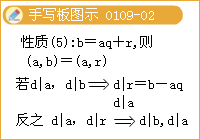 手写板图示 0109-02
性质(5):b=aq+r,则
(a,b)=(a,r)
若d|a, d|b⟹d|r=b-aq
d|a
反之 d|a, d|r ⟹d|b,d|a